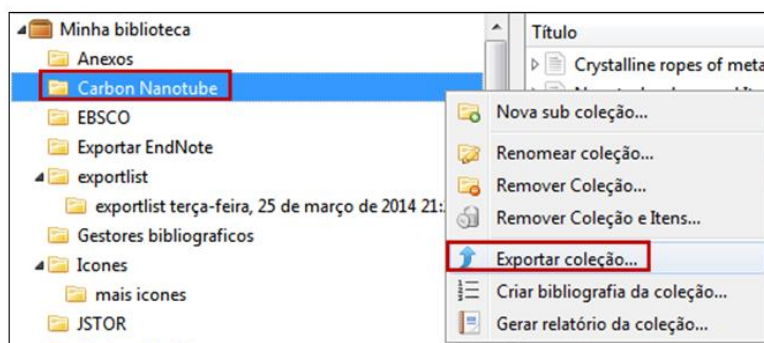 Minha biblioteca
Anexos
Carbon Nanotube
EBSCO
Exportar EndNote
exportlist
exportlist terça-feira, 25 de março de 2014 21:
Gestores bibliograficos
Icones
mais icones
JSTOR
Título
Crystalline ropes of meta
Nova sub coleção...
Renomear coleção...
Remover Coleção...
Remover Coleção e Itens...
Exportar coleção...
Criar bibliografia da coleção...
Gerar relatório da coleção...